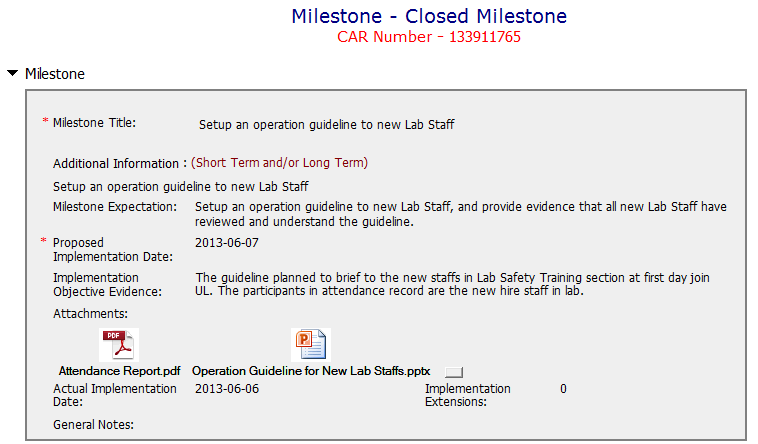 Milestone - Closed Milestone
CAR Number - 133911765
Milestone
* Milestone Title: Setup an operation guideline to new Lab Staff
Additional Information : (Short Term and/or Long Term)
Setup an operation guideline to new Lab Staff
Milestone Expectation: Setup an operation guideline to new Lab Staff, and provide evidence that all new Lab Staff have
reviewed and understand the guideline.
* Proposed 2013-06-07
Implementation Date:
Implementation The guideline planned to brief to the new staffs in Lab Safety Training section at first day join
Objective Evidence: UL. The participants in attendance record are the new hire staff in lab.
Attachments:
PDF P
Attendance Report.pdf Operation Guideline for New Lab Staffs.pptx
Actual Implementation 2013-06-06 Implementation 0
Date: Extensions:
General Notes: